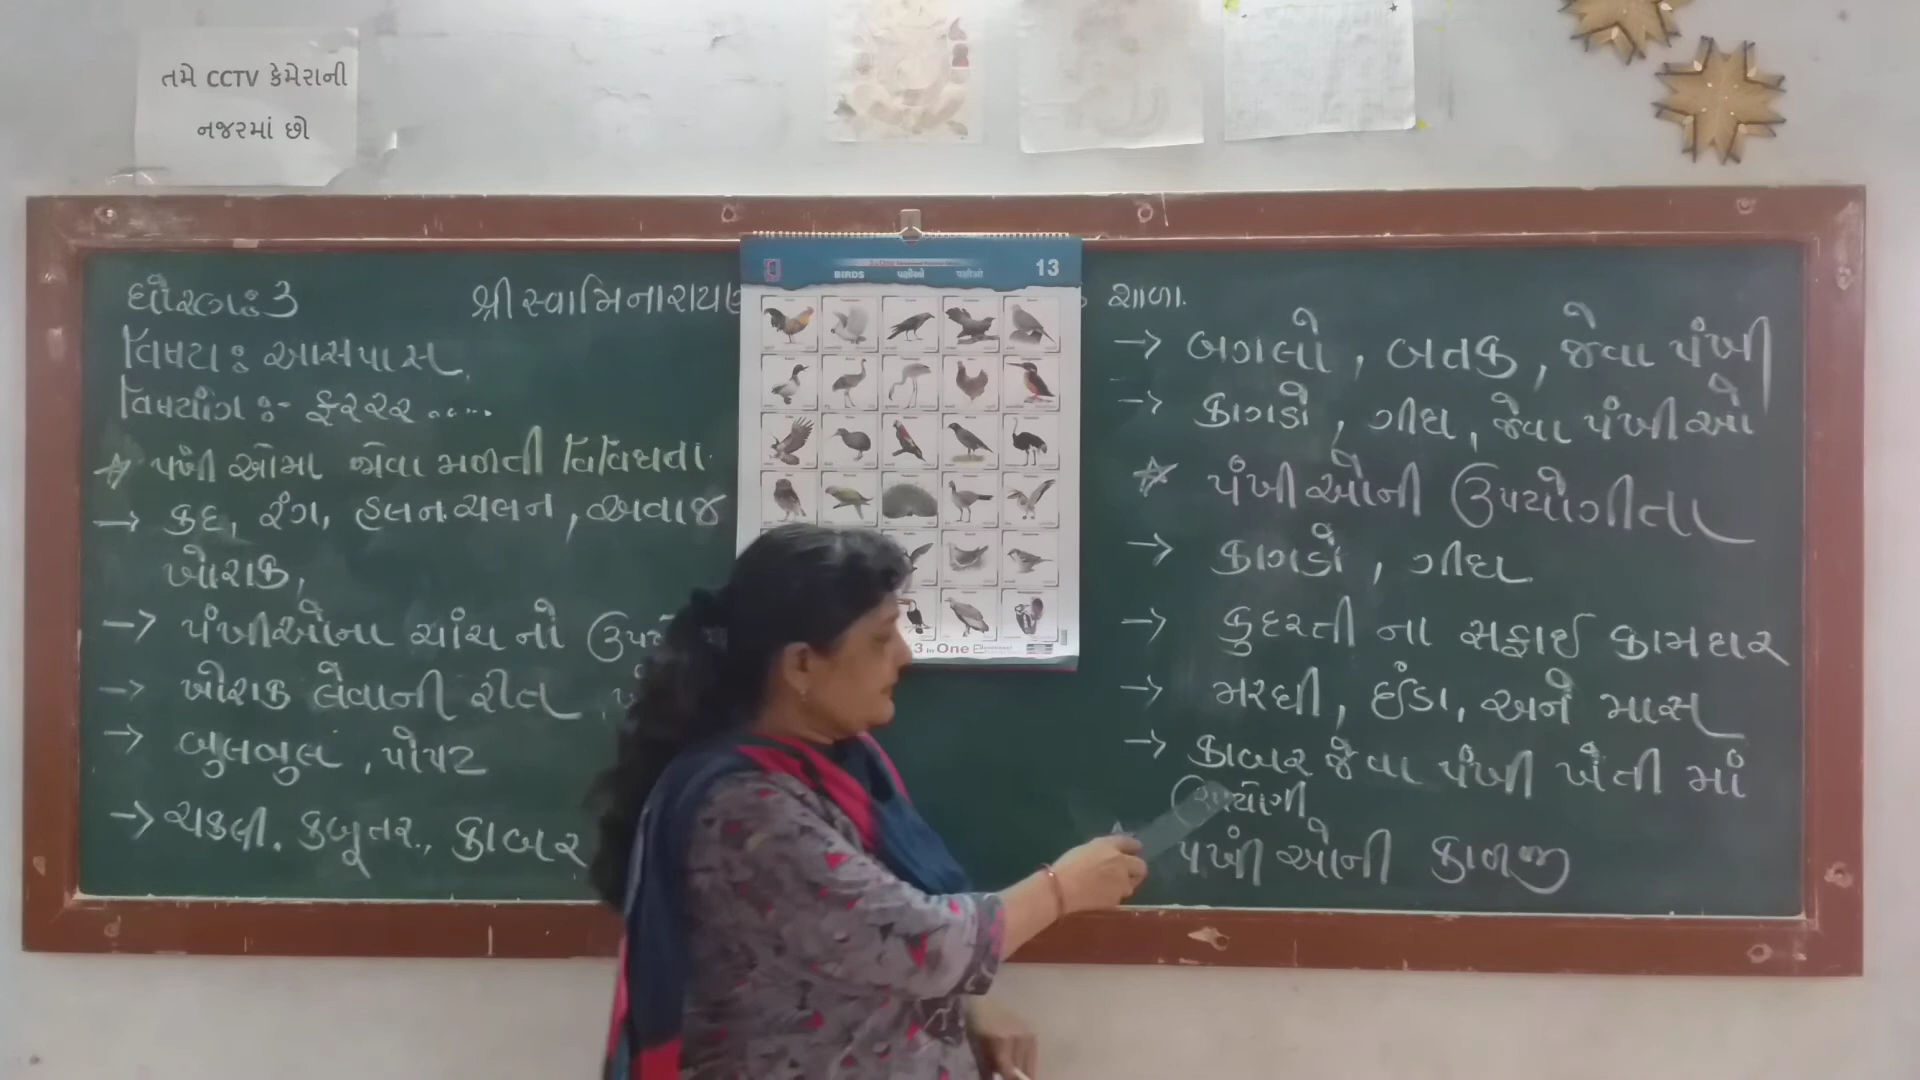 તમે CCTV કેમેરાની
નજરમાં છો
ધોરણ : 3
શ્રી સ્વામિનારાયણ
શાળા.
વિષય : આસપાસ
વિષયાંગ :- ફરરર ......
☆ પંખી ઓમા જોવા મળતી વિવિધતા
→ કદ, રંગ, હલનચલન, અવાજ
ખોરાક,
→ પંખીઓના ચાંચ નો
→ ખોરાક લેવાની રીત
→ બુલબુલ, પોપટ
→ ચકલી. કબૂતર., કાબર
BIRDS પક્ષીઓ पक्षीओ 13
3 in One
→ બગલો, બતક, જેવા પંખી
→ કાગડો, ગીધ, જેવા પંખીઓ
☆ પંખીઓની ઉપયોગીતા
→ કાગડો, ગીધ
→ કુદરતી ના સફાઈ કામદાર
→ મરઘી, ઈંડા, અને માસ
→ કાબર જેવા પંખી ખેતી માં
ઉપયોગી
પંખીઓની કાળજી